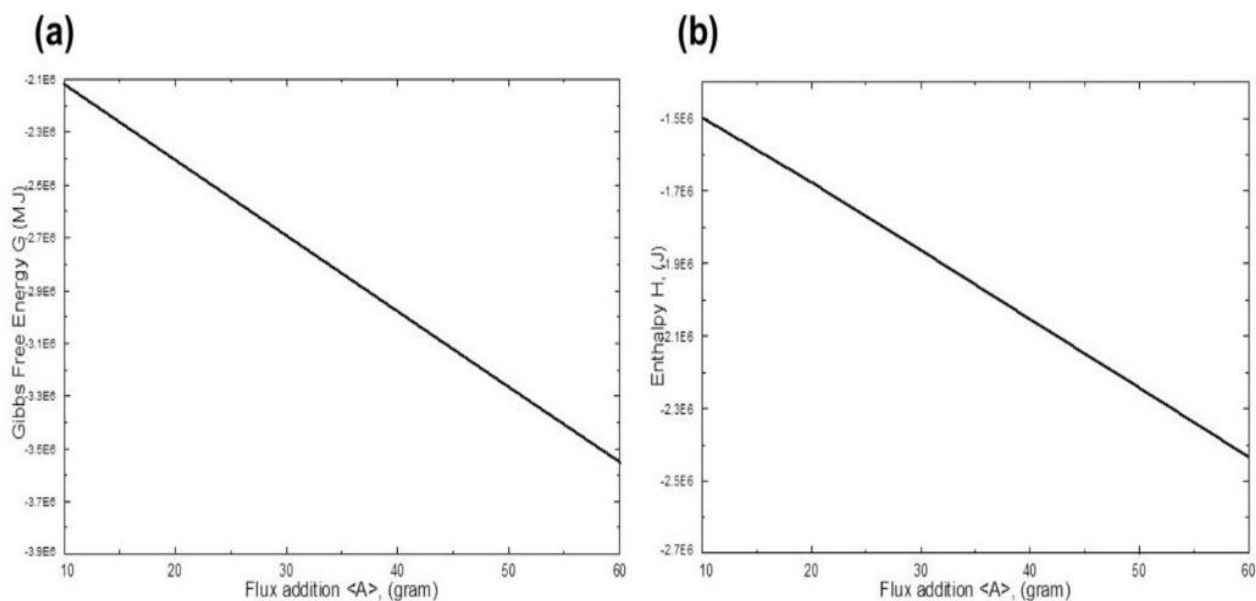 (a)
Gibbs Free Energy G, (MJ)
-2.1E6
-2.3E6
-2.5E6
-2.7E6
-2.9E6
-3.1E6
-3.3E6
-3.5E6
-3.7E6
-3.9E6
10 20 30 40 50 60
Flux addition <A>, (gram)
(b)
Enthalpy H, (J)
-1.5E6
-1.7E6
-1.9E6
-2.1E6
-2.3E6
-2.5E6
-2.7E6
10 20 30 40 50 60
Flux addition <A>, (gram)